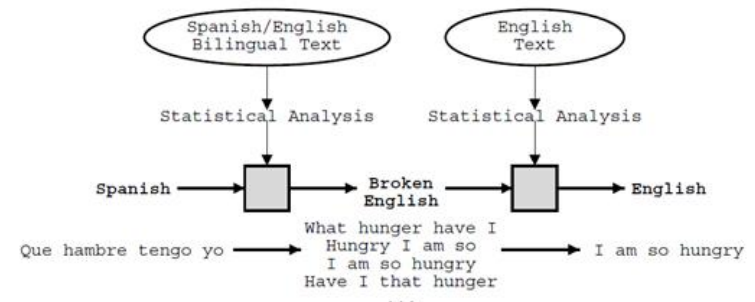 Spanish/English
Bilingual Text
English
Text
Statistical Analysis
Statistical Analysis
Spanish
Broken
English
English
Que hambre tengo yo
What hunger have I
Hungry I am so
I am so hungry
Have I that hunger
...
I am so hungry